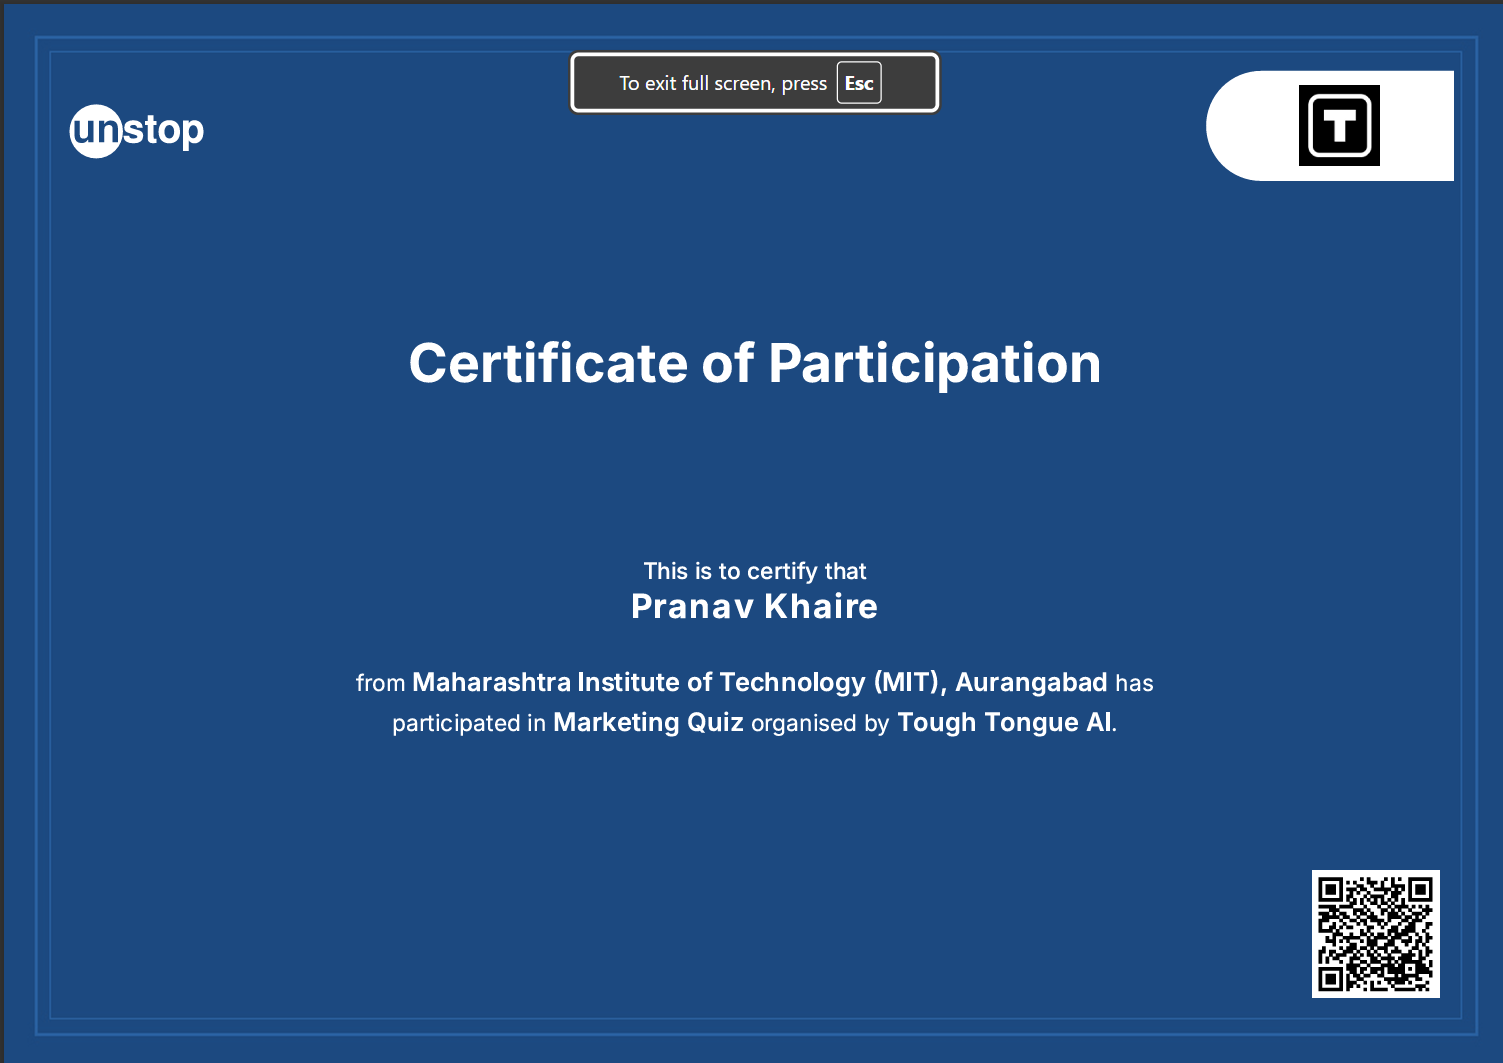 To exit full screen, press Esc
unstop
T
Certificate of Participation
This is to certify that
Pranav Khaire
from Maharashtra Institute of Technology (MIT), Aurangabad has
participated in Marketing Quiz organised by Tough Tongue AI.